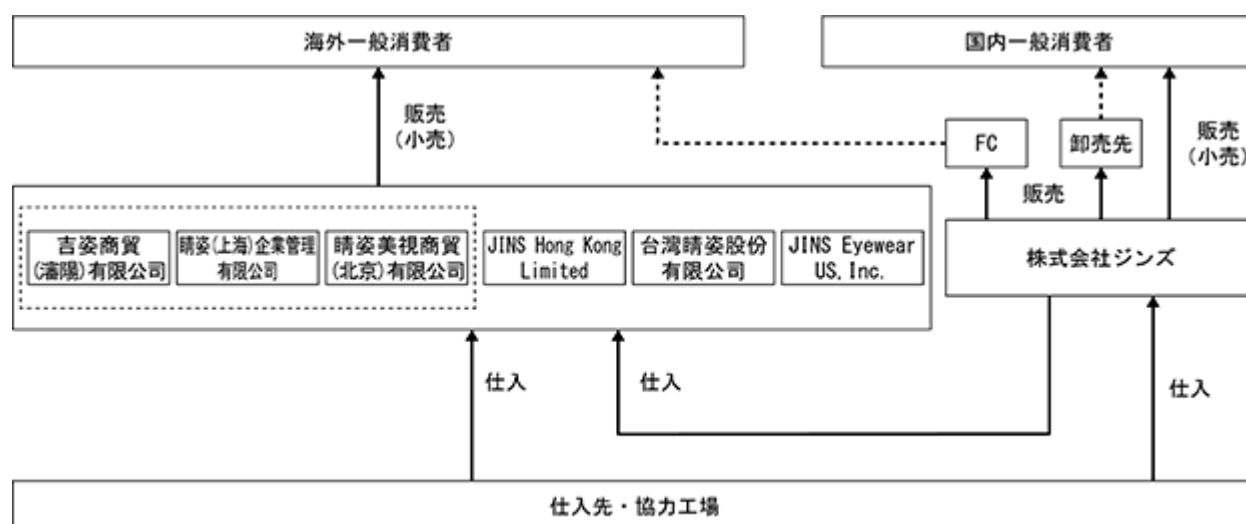 海外一般消費者
国内一般消費者
販売
(小売)
FC
卸売先
販売
(小売)
販売
吉姿商貿
(瀋陽)有限公司
睛姿(上海)企業管理
有限公司
睛姿美視商貿
(北京)有限公司
JINS Hong Kong
Limited
台湾睛姿股份
有限公司
JINS Eyewear
US,Inc.
株式会社ジンズ
仕入
仕入
仕入
仕入先・協力工場